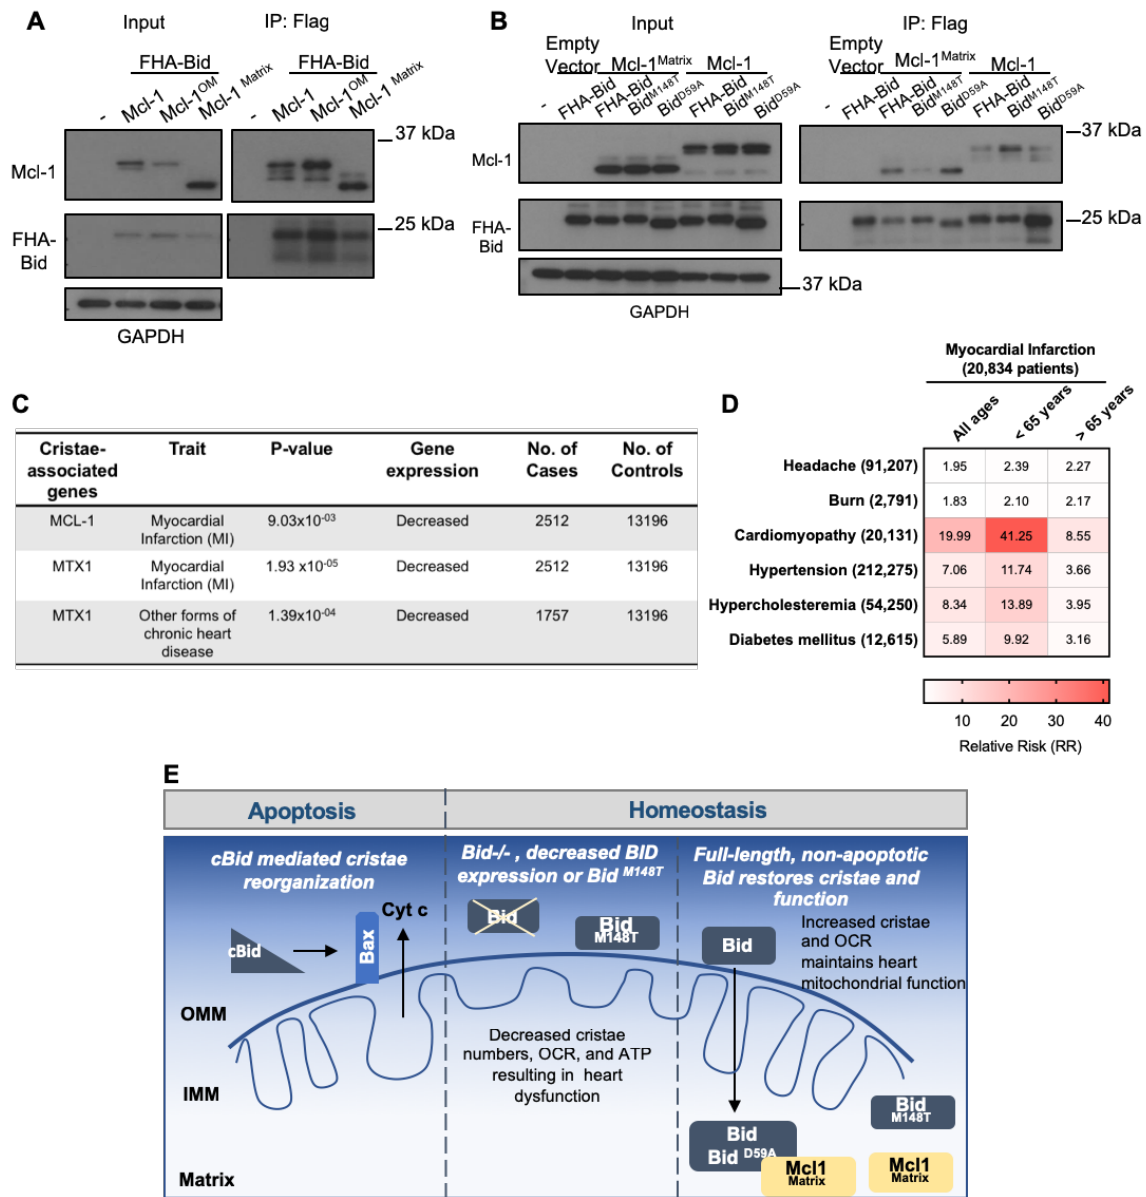 A
Input
IP: Flag
FHA-Bid
FHA-Bid
- Mcl-1 Mcl-1OM Mcl-1 Matrix
- Mcl-1 Mcl-1OM Mcl-1 Matrix
37 kDa
Mcl-1
25 kDa
FHA-
Bid
GAPDH
B
Input
IP: Flag
Empty
Vector
Mcl-1Matrix
Mcl-1
Empty
Vector
Mcl-1Matrix
Mcl-1
- FHA-Bid FHA-Bid BidM148T BidD59A FHA-Bid BidM148T BidD59A
- FHA-Bid FHA-Bid BidM148T BidD59A FHA-Bid BidM148T BidD59A
37 kDa
Mcl-1
FHA-
Bid
25 kDa
37 kDa
GAPDH
C
Cristae-
associated
genes
Trait
P-value
Gene
expression
No. of
Cases
No. of
Controls
MCL-1
Myocardial
Infarction (MI)
9.03x10-03
Decreased
2512
13196
MTX1
Myocardial
Infarction (MI)
1.93 x10-05
Decreased
2512
13196
MTX1
Other forms of
chronic heart
disease
1.39x10-04
Decreased
1757
13196
D
Myocardial Infarction
(20,834 patients)
All ages
< 65 years
> 65 years
Headache (91,207) 1.95 2.39 2.27
Burn (2,791) 1.83 2.10 2.17
Cardiomyopathy (20,131) 19.99 41.25 8.55
Hypertension (212,275) 7.06 11.74 3.66
Hypercholesteremia (54,250) 8.34 13.89 3.95
Diabetes mellitus (12,615) 5.89 9.92 3.16
10 20 30 40
Relative Risk (RR)
E
Apoptosis
Homeostasis
cBid mediated cristae
reorganization
Bid-/- , decreased BID
expression or Bid M148T
Full-length, non-apoptotic
Bid restores cristae and
function
cBid
Bax
Cyt c
Bid
Bid
M148T
Bid
Increased cristae
and OCR
maintains heart
mitochondrial function
OMM
IMM
Matrix
Decreased cristae
numbers, OCR, and ATP
resulting in heart
dysfunction
Bid
M148T
Bid
Bid D59A
Mcl1
Matrix
Mcl1
Matrix